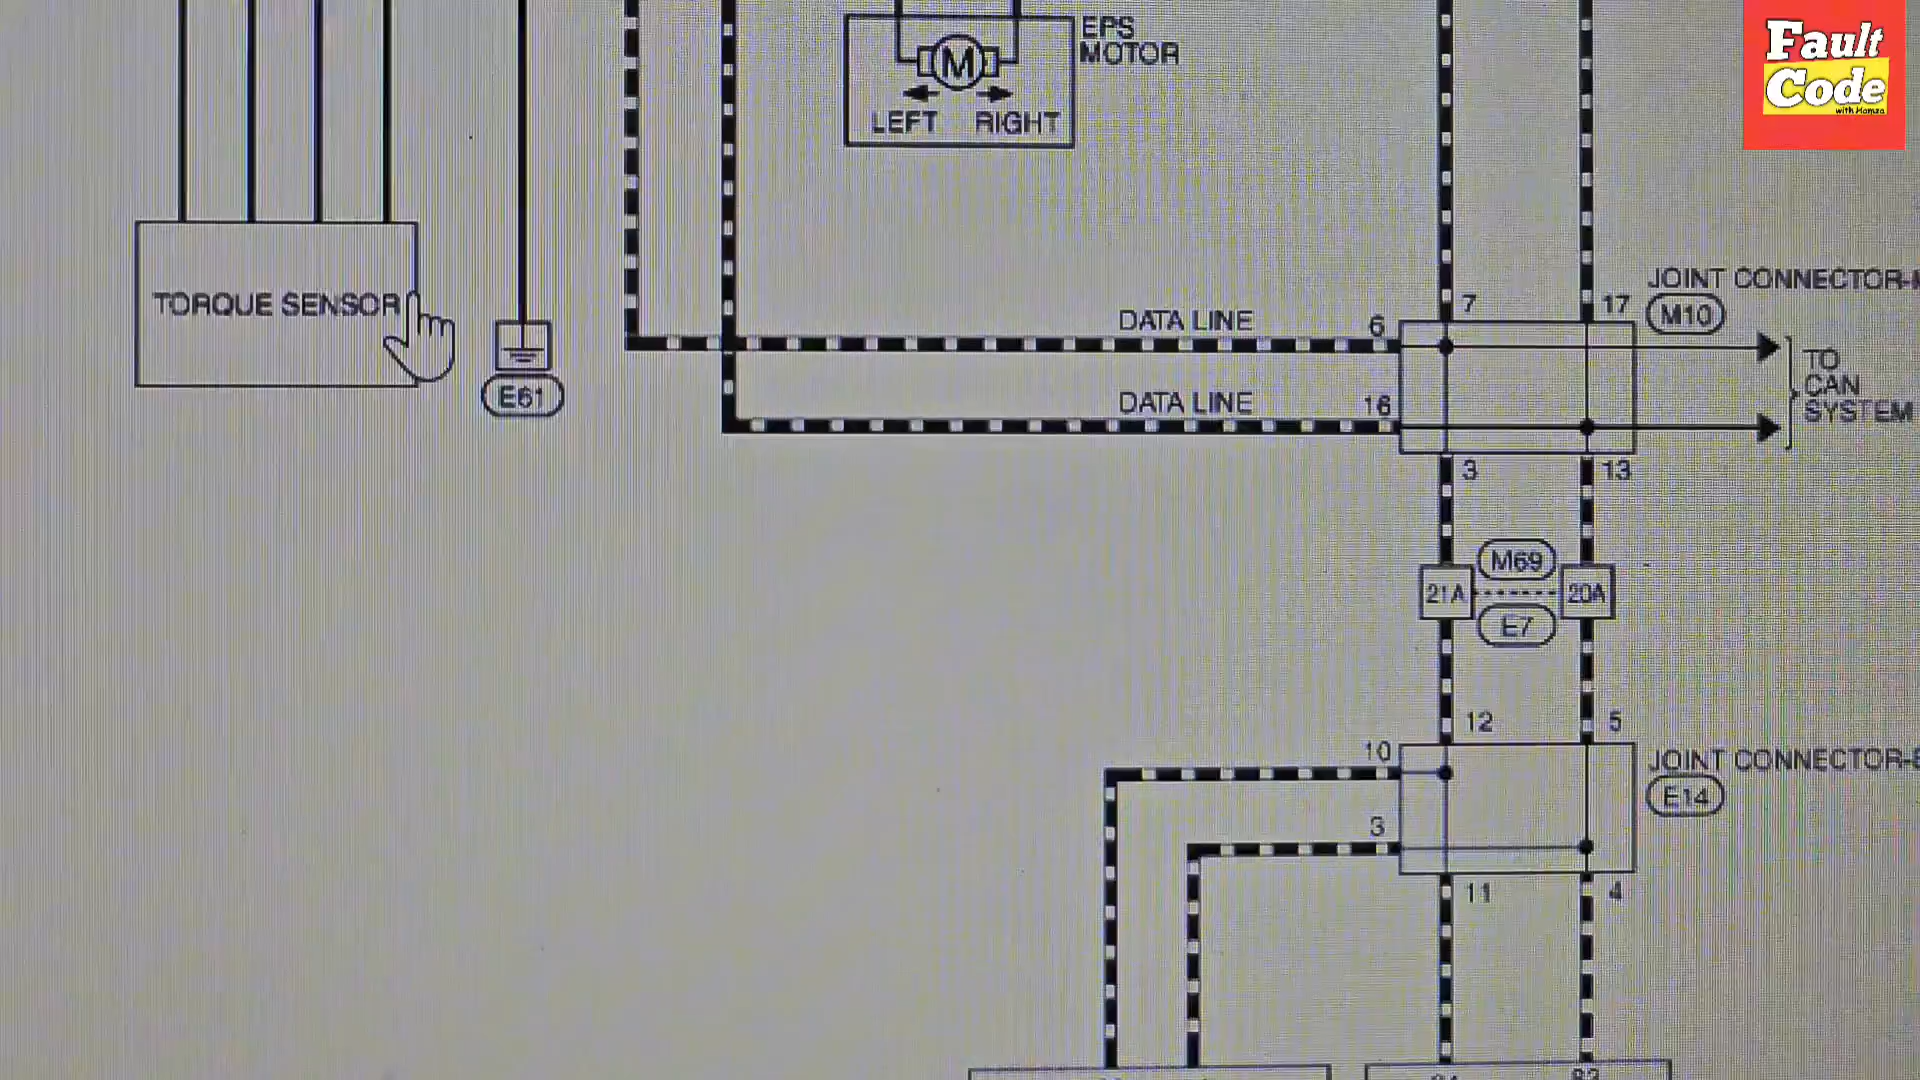 EPS
MOTOR
M
LEFT RIGHT
Fault
Code
with Hamza
TORQUE SENSOR
E61
DATA LINE
6
7
17
JOINT CONNECTOR-
M10
DATA LINE
16
TO
CAN
SYSTEM
3
13
M69
21A
20A
E7
12
5
10
JOINT CONNECTOR-
E14
3
11
4